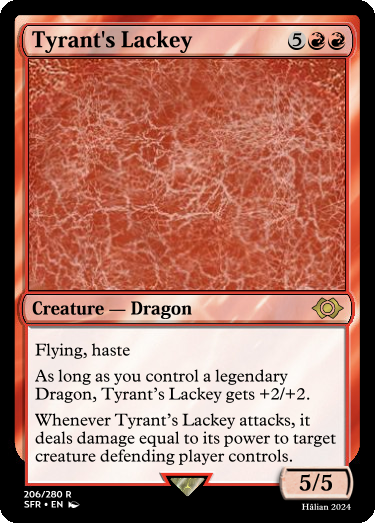 Tyrant's Lackey 5
Creature — Dragon
Flying, haste
As long as you control a legendary
Dragon, Tyrant's Lackey gets +2/+2.
Whenever Tyrant's Lackey attacks, it
deals damage equal to its power to target
creature defending player controls.
5/5
206/280 R
SFR • EN
Hâlian 2024